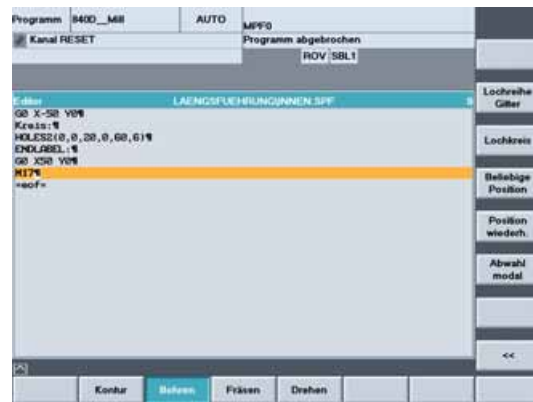 Programm 840D__Mill AUTO MPF0
Kanal RESET Programm abgebrochen
ROV SBL1
Editor LAENGSFUEHRUNGINNEN.SPF
G0 X-50 Y0¶
Kreis:¶
HOLES2(0,0,20,0,60,6)¶
ENDLABEL:¶
G0 X50 Y0¶
M17¶
=eof=
Lochreihe
Gitter
Lochkreis
Beliebige
Position
Position
wiederh.
Abwahl
modal
<<
Kontur Bohren Fräsen Drehen